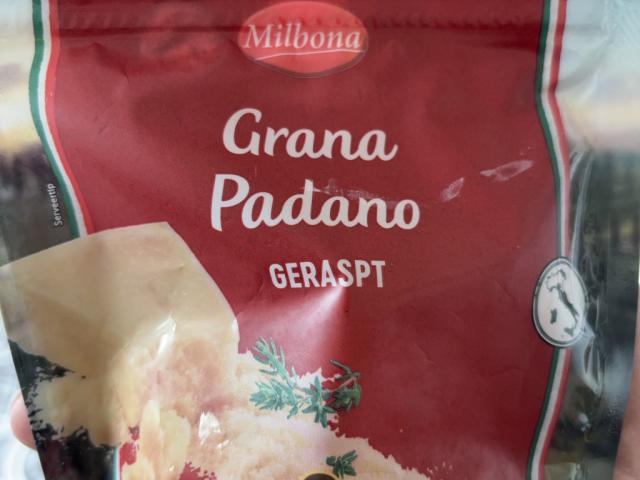 Milbona
Grana
Padano
GERASPT
Serveertip